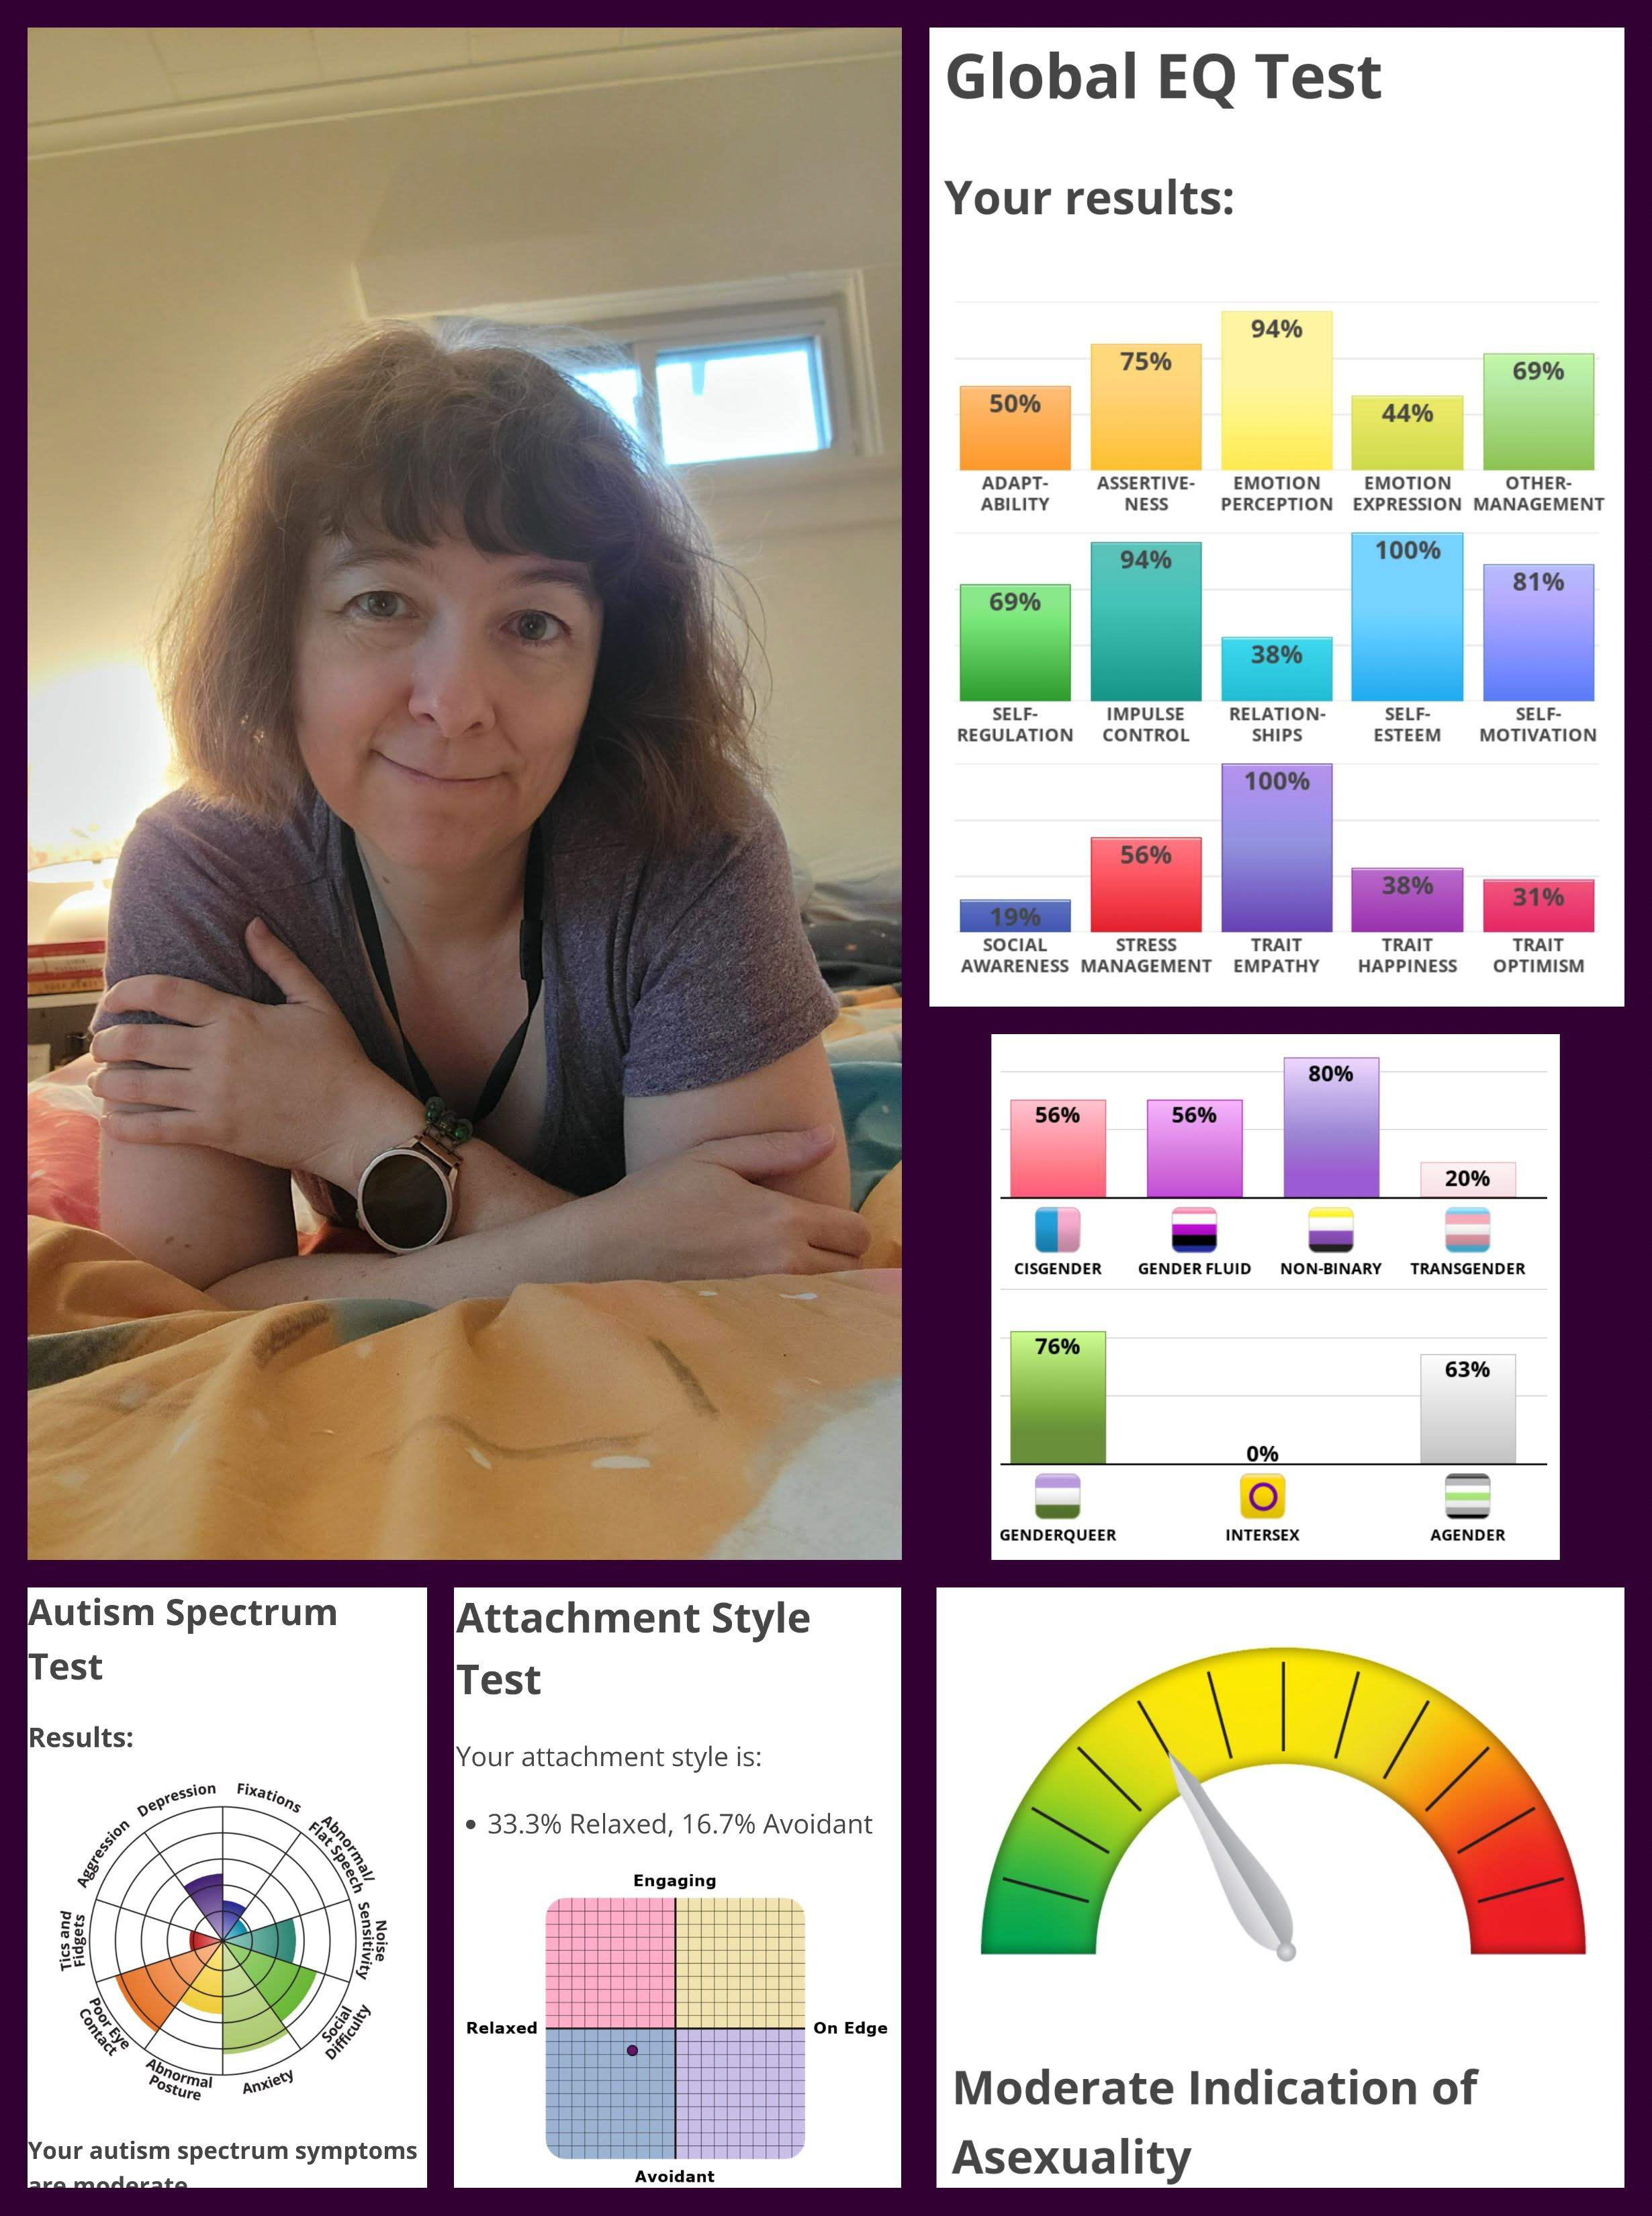 Global EQ Test
Your results:
50%
75%
94%
44%
69%
ADAPT-
ABILITY
ASSERTIVE-
NESS
EMOTION
PERCEPTION
EMOTION
EXPRESSION
OTHER-
MANAGEMENT
69%
94%
38%
100%
81%
SELF-
REGULATION
IMPULSE
CONTROL
RELATION-
SHIPS
SELF-
ESTEEM
SELF-
MOTIVATION
19%
56%
100%
38%
31%
SOCIAL
AWARENESS
STRESS
MANAGEMENT
TRAIT
EMPATHY
TRAIT
HAPPINESS
TRAIT
OPTIMISM
56%
56%
80%
20%
CISGENDER
GENDER FLUID
NON-BINARY
TRANSGENDER
76%
0%
63%
GENDERQUEER
INTERSEX
AGENDER
Autism Spectrum
Test
Results:
Depression
Fixations
Abnormal/
Flat Speech
Noise
Sensitivity
Social
Difficulty
Anxiety
Abnormal
Posture
Poor Eye
Contact
Tics and
Fidgets
Aggression
Your autism spectrum symptoms
are moderate
Attachment Style
Test
Your attachment style is:
• 33.3% Relaxed, 16.7% Avoidant
Engaging
Relaxed
On Edge
Avoidant
Moderate Indication of
Asexuality